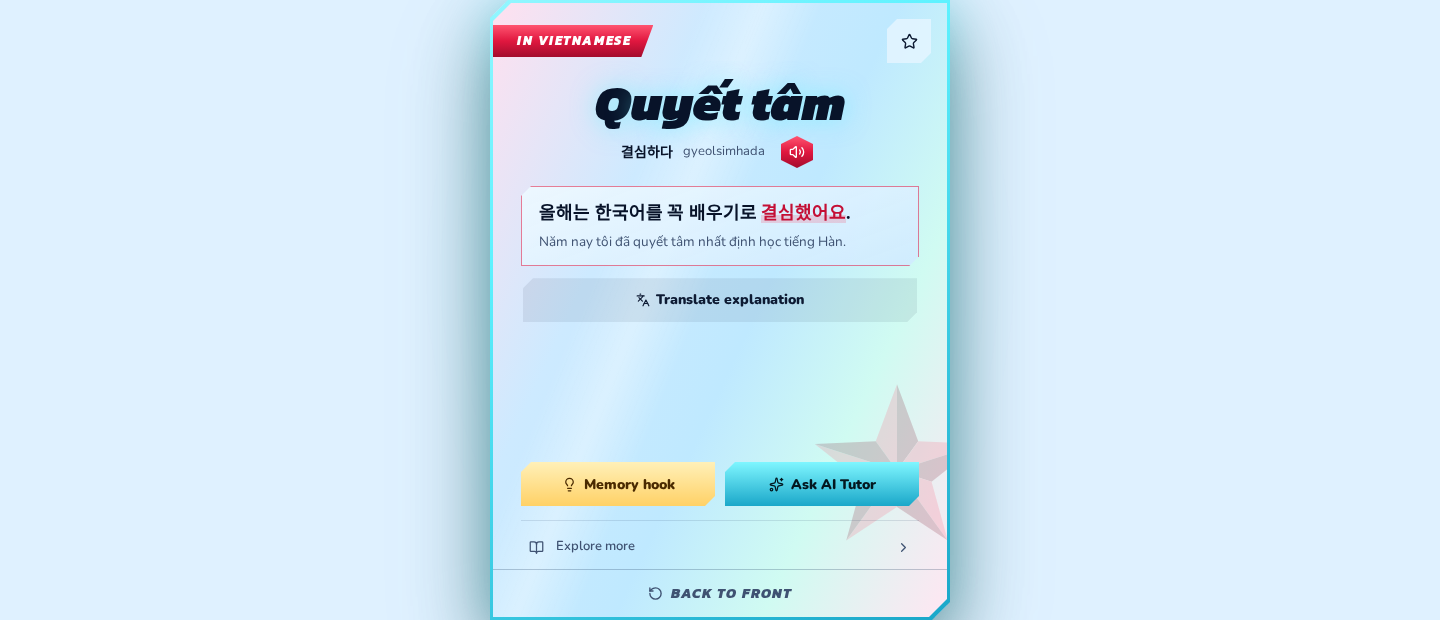 IN VIETNAMESE
Quyết tâm
결심하다 gyeolsimhada
올해는 한국어를 꼭 배우기로 결심했어요.
Năm nay tôi đã quyết tâm nhất định học tiếng Hàn.
Translate explanation
Memory hook
Ask AI Tutor
Explore more
BACK TO FRONT